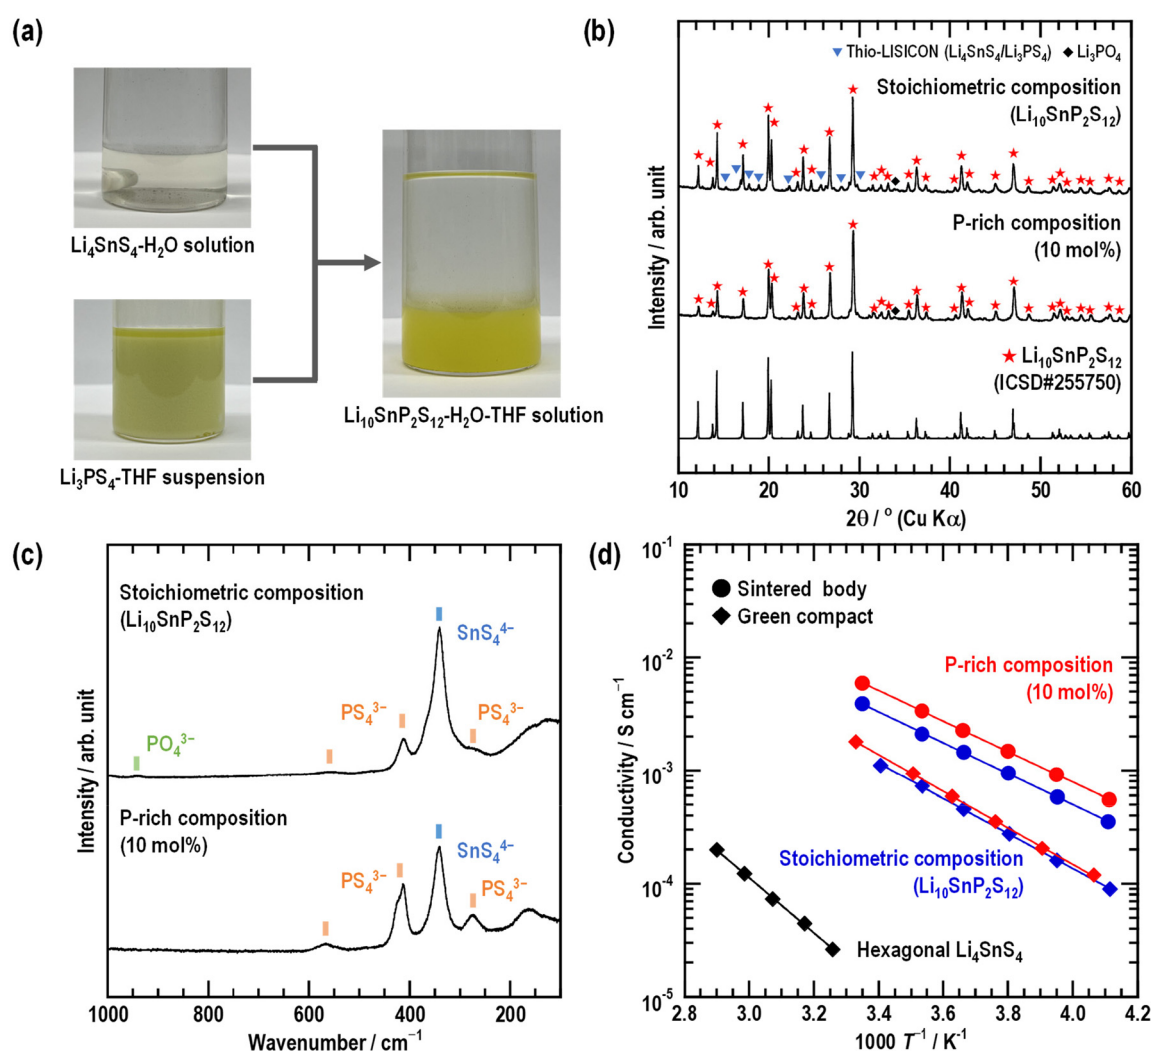 (a)
Li₄SnS₄-H₂O solution
Li₃PS₄-THF suspension
Li₁₀SnP₂S₁₂-H₂O-THF solution
(b)
▼ Thio-LISICON (Li₄SnS₄/Li₃PS₄) ◆ Li₃PO₄
Stoichiometric composition
(Li₁₀SnP₂S₁₂)
P-rich composition
(10 mol%)
★ Li₁₀SnP₂S₁₂
(ICSD#255750)
Intensity / arb. unit
10 20 30 40 50 60
2θ / ° (Cu Kα)
(c)
Stoichiometric composition
(Li₁₀SnP₂S₁₂)
SnS₄⁴⁻
PS₄³⁻
PS₄³⁻
PO₄³⁻
P-rich composition
(10 mol%)
SnS₄⁴⁻
PS₄³⁻
PS₄³⁻
Intensity / arb. unit
1000 800 600 400 200
Wavenumber / cm⁻¹
(d)
● Sintered body
◆ Green compact
P-rich composition
(10 mol%)
Stoichiometric composition
(Li₁₀SnP₂S₁₂)
Hexagonal Li₄SnS₄
Conductivity / S cm⁻¹
10⁻¹
10⁻²
10⁻³
10⁻⁴
10⁻⁵
2.8 3.0 3.2 3.4 3.6 3.8 4.0 4.2
1000 T⁻¹ / K⁻¹